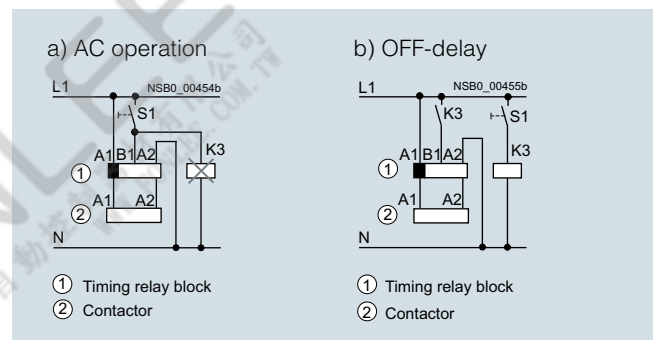 a) AC operation
L1
NSB0_00454b
S1
A1 B1 A2
K3
1
A1 A2
2
N
1 Timing relay block
2 Contactor
b) OFF-delay
L1
NSB0_00455b
K3
S1
A1 B1 A2
K3
1
A1 A2
2
N
1 Timing relay block
2 Contactor